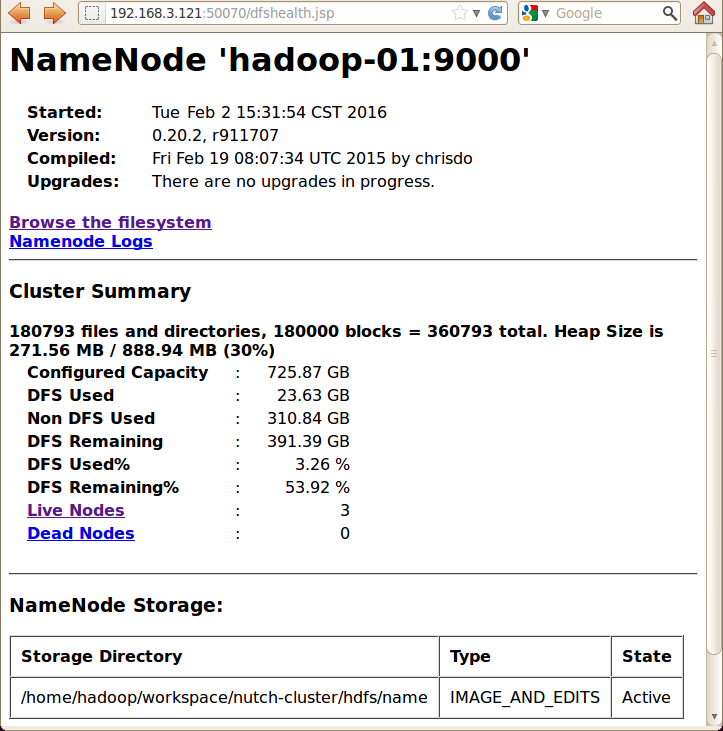 192.168.3.121:50070/dfshealth.jsp
Google
NameNode 'hadoop-01:9000'
Started: Tue Feb 2 15:31:54 CST 2016
Version: 0.20.2, r911707
Compiled: Fri Feb 19 08:07:34 UTC 2015 by chrisdo
Upgrades: There are no upgrades in progress.
Browse the filesystem
Namenode Logs
Cluster Summary
180793 files and directories, 180000 blocks = 360793 total. Heap Size is
271.56 MB / 888.94 MB (30%)
Configured Capacity : 725.87 GB
DFS Used : 23.63 GB
Non DFS Used : 310.84 GB
DFS Remaining : 391.39 GB
DFS Used% : 3.26 %
DFS Remaining% : 53.92 %
Live Nodes : 3
Dead Nodes : 0
NameNode Storage:
Storage Directory Type State
/home/hadoop/workspace/nutch-cluster/hdfs/name IMAGE_AND_EDITS Active